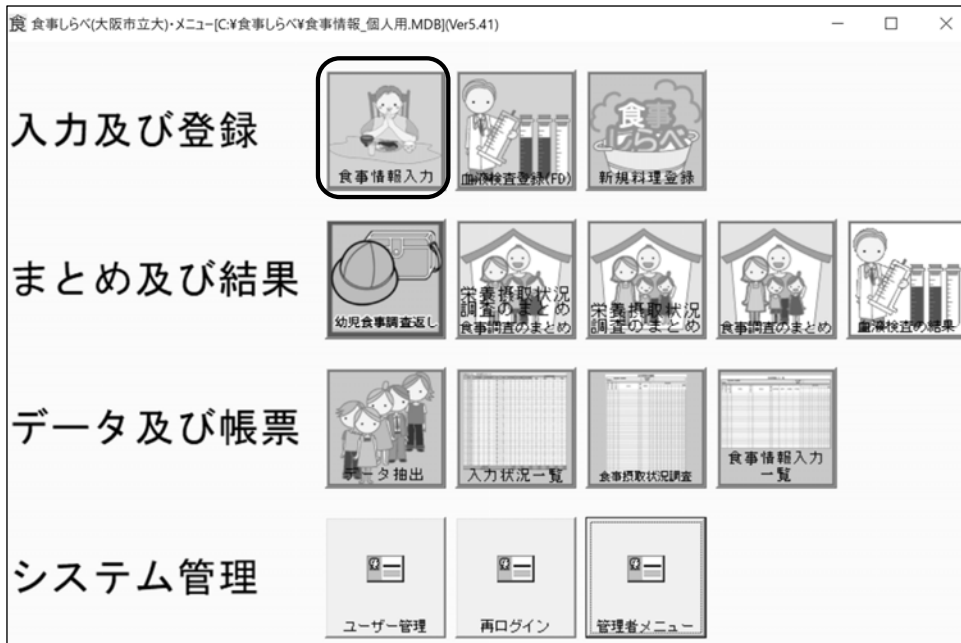 食 食事しらべ(大阪市立大)・メニュー[C:¥食事しらべ¥食事情報_個人用.MDB](Ver5.41)
入力及び登録
食事情報入力
血液検査登録(FD)
食事
しらべ
新規料理登録
まとめ及び結果
幼児食事調査返し
栄養摂取状況
調査のまとめ
食事調査のまとめ
栄養摂取状況
調査のまとめ
食事調査のまとめ
血液検査の結果
データ及び帳票
データ抽出
入力状況一覧
食事摂取状況調査
食事情報入力
一覧
システム管理
ユーザー管理
再ログイン
管理者メニュー